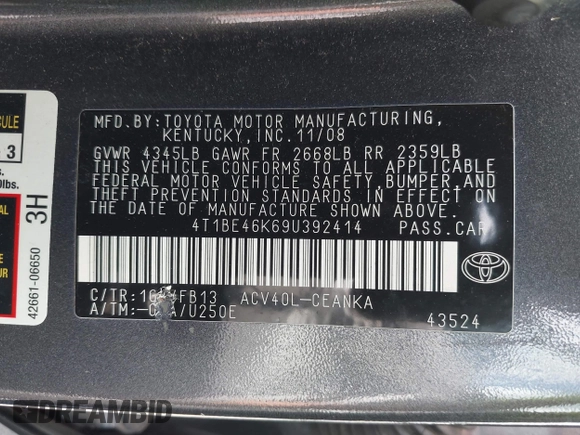 MFD.BY:TOYOTA MOTOR MANUFACTURING,
KENTUCKY,INC.11/08
GVWR 4345LB GAWR FR 2668LB RR 2359LB
THIS VEHICLE CONFORMS TO ALL APPLICABLE
FEDERAL MOTOR VEHICLE SAFETY,BUMPER,AND
THEFT PREVENTION STANDARDS IN EFFECT ON
THE DATE OF MANUFACTURE SHOWN ABOVE.
4T1BE46K69U392414 PASS.CAR
C/TR: ACV40L-CEANKA
A/TM: /U250E
43524
TOYOTA
3
3H
42661-06650
DREAMBID